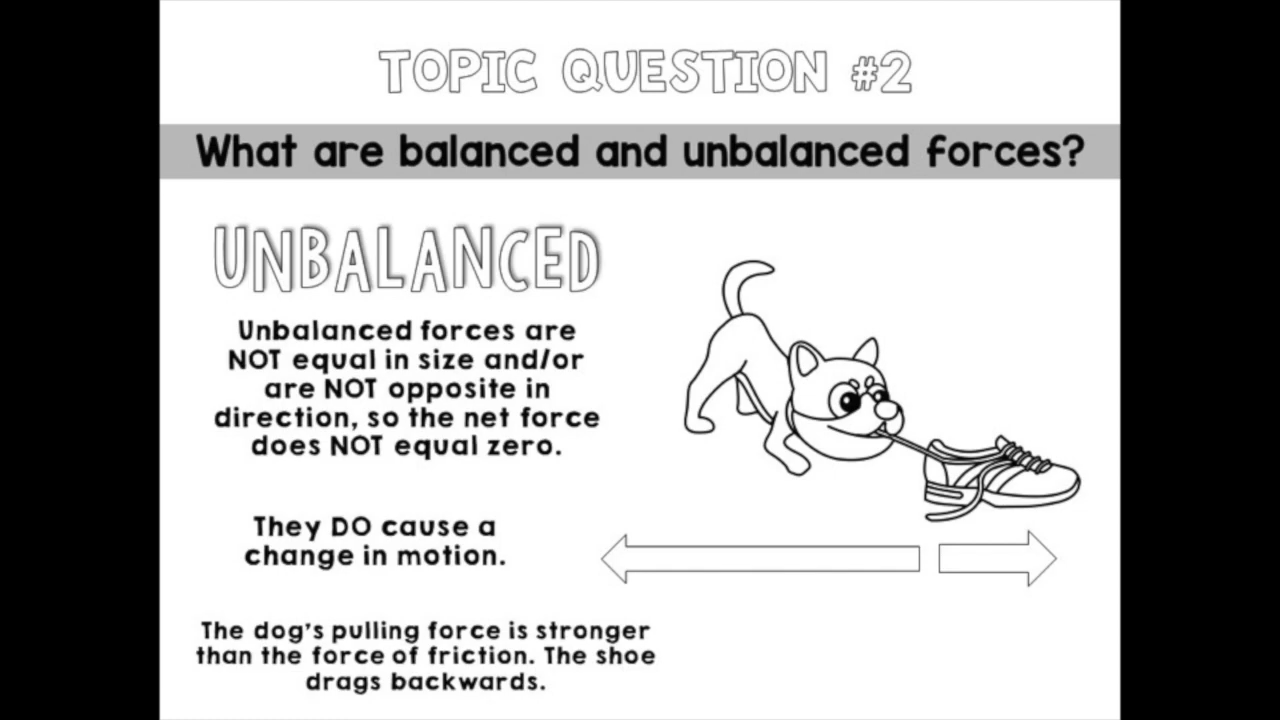 TOPIC QUESTION #2
What are balanced and unbalanced forces?
UNBALANCED
Unbalanced forces are
NOT equal in size and/or
are NOT opposite in
direction, so the net force
does NOT equal zero.
They DO cause a
change in motion.
The dog's pulling force is stronger
than the force of friction. The shoe
drags backwards.